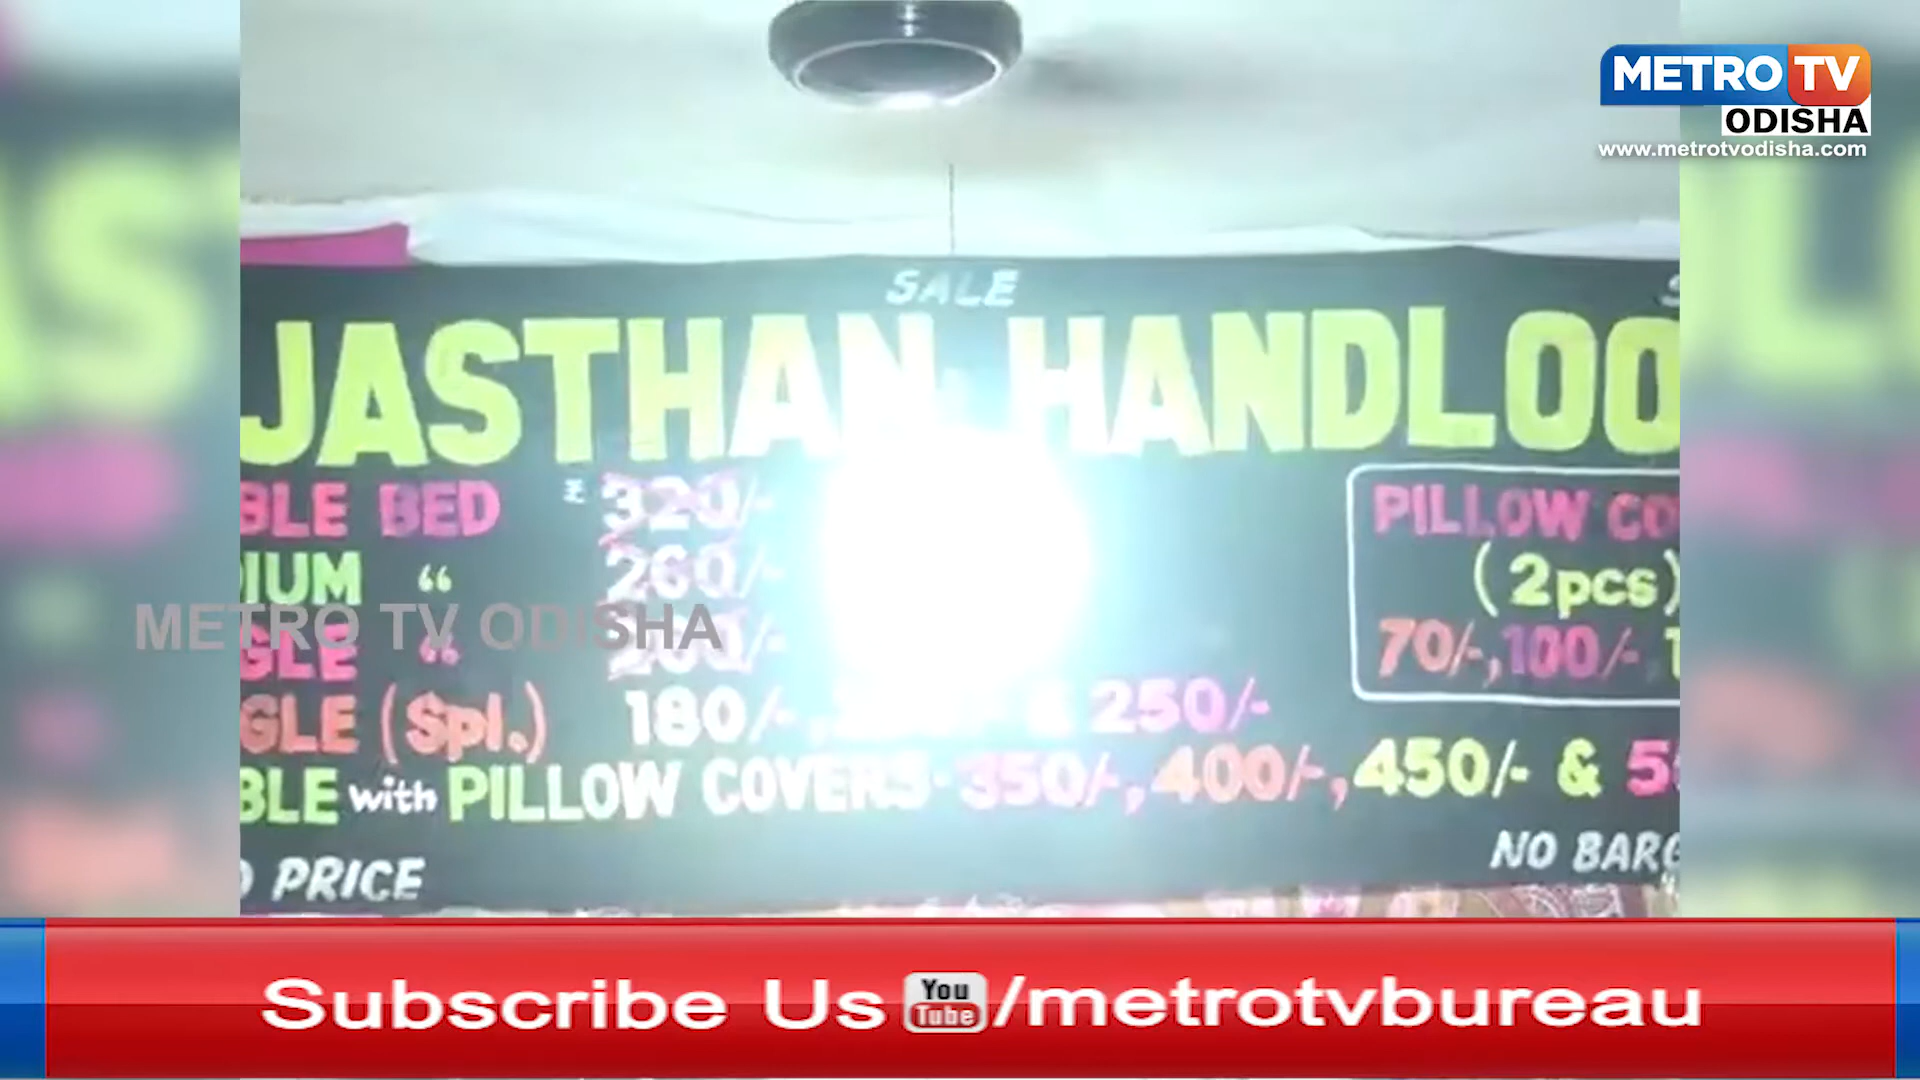 METRO TV
ODISHA
www.metrotvodisha.com
SALE
JASTHAN HANDLOO
BLE BED 320/-
IUM “ 260/-
GLE “
GLE (Spl.) 180/-, & 250/-
BLE with PILLOW COVERS- 350/-, 400/-, 450/- &
PILLOW CO
(2pcs)
70/-, 100/-
PRICE
NO BARG
METRO TV ODISHA
Subscribe Us You Tube /metrotvbureau